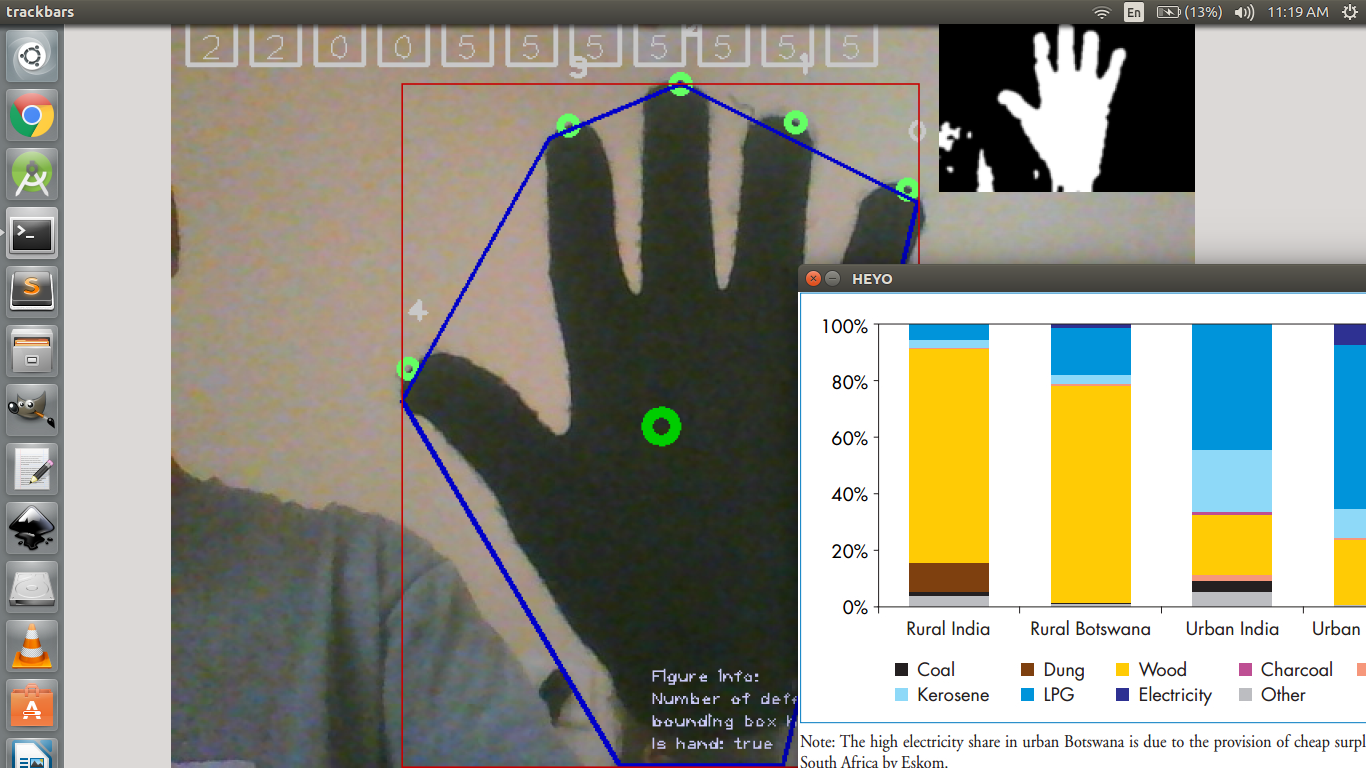 trackbars
En
(13%)
11:19 AM
2 2 0 0 5 5 5 5 5 5 5
3 2 1
0
4
Figure info:
Number of
bounding box
Is hand: true
HEYO
100%
80%
60%
40%
20%
0%
Rural India Rural Botswana Urban India Urban
Coal Dung Wood Charcoal
Kerosene LPG Electricity Other
Note: The high electricity share in urban Botswana is due to the provision of cheap
South Africa by Eskom.